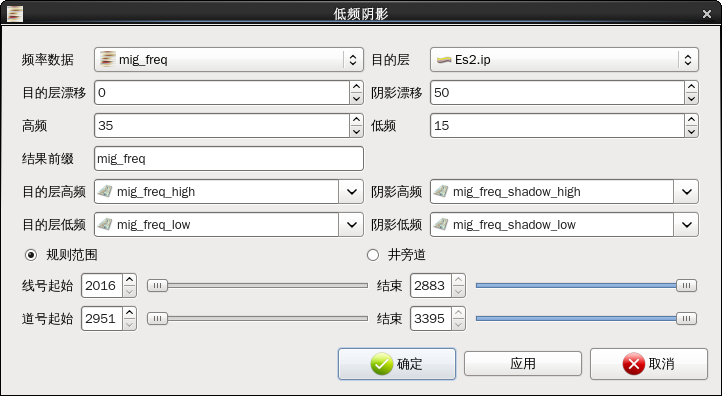 低频阴影
频率数据 mig_freq 目的层 Es2.ip
目的层漂移 0 阴影漂移 50
高频 35 低频 15
结果前缀 mig_freq
目的层高频 mig_freq_high 阴影高频 mig_freq_shadow_high
目的层低频 mig_freq_low 阴影低频 mig_freq_shadow_low
规则范围 井旁道
线号起始 2016 结束 2883
道号起始 2951 结束 3395
确定 应用 取消